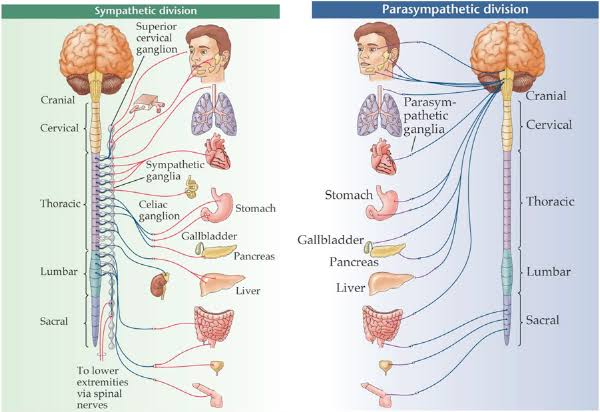 Sympathetic division
Superior
cervical
ganglion
Cranial
Cervical
Sympathetic
ganglia
Thoracic
Celiac
ganglion
Stomach
Gallbladder
Pancreas
Lumbar
Liver
Sacral
To lower
extremities
via spinal
nerves
Parasympathetic division
Cranial
Parasym-
pathetic
ganglia
Cervical
Stomach
Thoracic
Gallbladder
Pancreas
Lumbar
Liver
Sacral